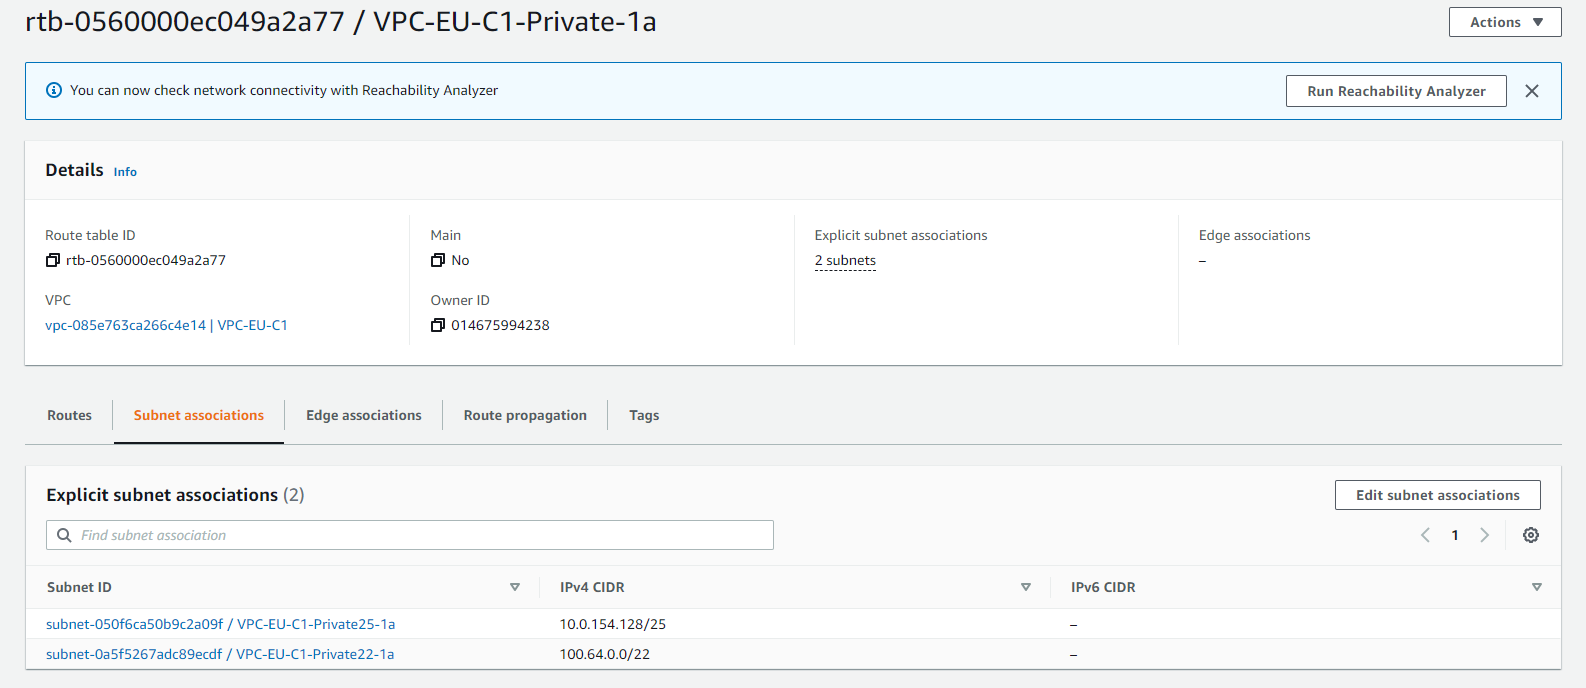 rtb-0560000ec049a2a77 / VPC-EU-C1-Private-1a
Actions
You can now check network connectivity with Reachability Analyzer
Run Reachability Analyzer
Details Info
Route table ID
rtb-0560000ec049a2a77
Main
No
Explicit subnet associations
2 subnets
Edge associations
–
VPC
vpc-085e763ca266c4e14 | VPC-EU-C1
Owner ID
014675994238
Routes
Subnet associations
Edge associations
Route propagation
Tags
Explicit subnet associations (2)
Edit subnet associations
Find subnet association
1
Subnet ID IPv4 CIDR IPv6 CIDR
subnet-050f6ca50b9c2a09f / VPC-EU-C1-Private25-1a 10.0.154.128/25 –
subnet-0a5f5267adc89ecdf / VPC-EU-C1-Private22-1a 100.64.0.0/22 –